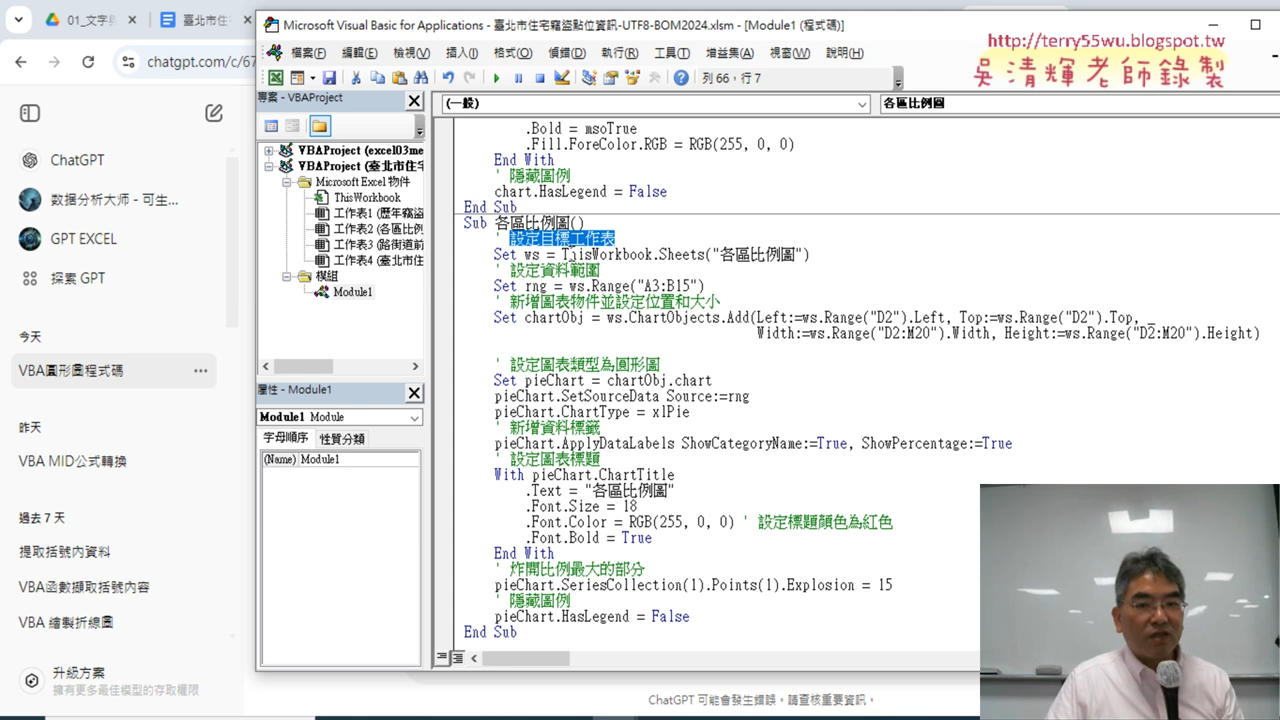 01_文字與
臺北市住宅
chatgpt.com/c/67
ChatGPT
数据分析大师 - 可生...
GPT EXCEL
探索 GPT
今天
VBA圓形圖程式碼
昨天
VBA MID公式轉換
過去 7 天
提取括號內資料
VBA函數擷取括號內容
VBA 繪製折線圖
升級方案
擁有更多最佳模型的存取權限
Microsoft Visual Basic for Applications - 臺北市住宅竊盜點位資訊-UTF8-BOM2024.xlsm - [Module1 (程式碼)]
檔案(F) 編輯(E) 檢視(V) 插入(I) 格式(O) 偵錯(D) 執行(R) 工具(T) 增益集(A) 視窗(W) 說明(H)
列 66，行 7
http://terry55wu.blogspot.tw
吳清輝老師錄製
專案 - VBAProject
VBAProject (excel03me
VBAProject (臺北市住宅
Microsoft Excel 物件
ThisWorkbook
工作表1 (歷年竊盜
工作表2 (各區比例
工作表3 (路街道前
工作表4 (臺北市住
模組
Module1
屬性 - Module1
Module1 Module
字母順序 性質分類
(Name) Module1
(一般)
各區比例圖
.Bold = msoTrue
.Fill.ForeColor.RGB = RGB(255, 0, 0)
End With
' 隱藏圖例
chart.HasLegend = False
End Sub
Sub 各區比例圖()
' 設定目標工作表
Set ws = ThisWorkbook.Sheets("各區比例圖")
' 設定資料範圍
Set rng = ws.Range("A3:B15")
' 新增圖表物件並設定位置和大小
Set chartObj = ws.ChartObjects.Add(Left:=ws.Range("D2").Left, Top:=ws.Range("D2").Top, _
Width:=ws.Range("D2:M20").Width, Height:=ws.Range("D2:M20").Height)
' 設定圖表類型為圓形圖
Set pieChart = chartObj.chart
pieChart.SetSourceData Source:=rng
pieChart.ChartType = xlPie
' 新增資料標籤
pieChart.ApplyDataLabels ShowCategoryName:=True, ShowPercentage:=True
' 設定圖表標題
With pieChart.ChartTitle
.Text = "各區比例圖"
.Font.Size = 18
.Font.Color = RGB(255, 0, 0) ' 設定標題顏色為紅色
.Font.Bold = True
End With
' 炸開比例最大的部分
pieChart.SeriesCollection(1).Points(1).Explosion = 15
' 隱藏圖例
pieChart.HasLegend = False
End Sub
ChatGPT 可能會發生錯誤。請查核重要資訊。